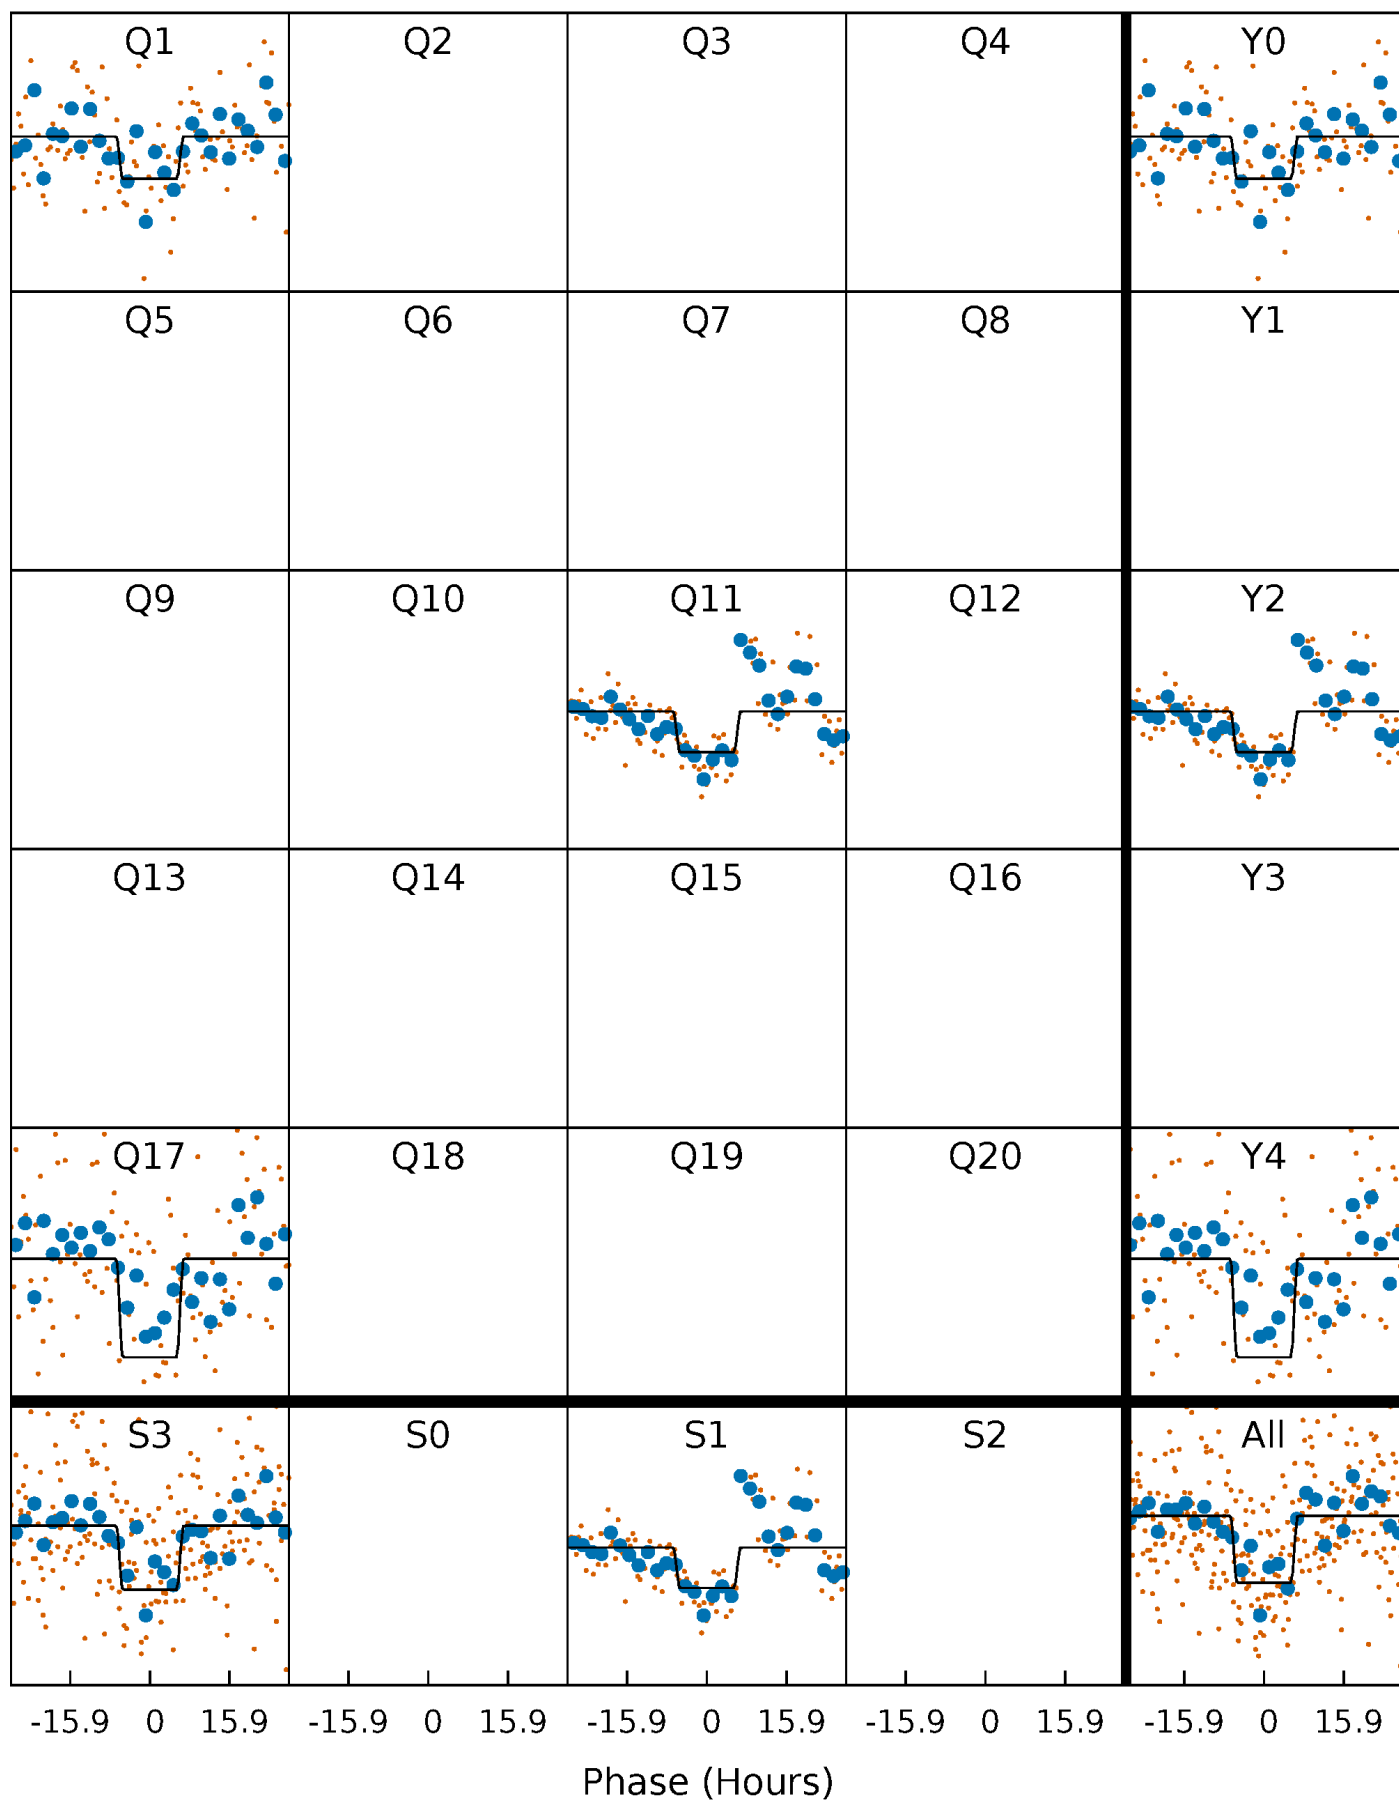 Q1 Q2 Q3 Q4 Y0
Q5 Q6 Q7 Q8 Y1
Q9 Q10 Q11 Q12 Y2
Q13 Q14 Q15 Q16 Y3
Q17 Q18 Q19 Q20 Y4
S3 S0 S1 S2 All
-15.9 0 15.9 -15.9 0 15.9 -15.9 0 15.9 -15.9 0 15.9 -15.9 0 15.9
Phase (Hours)